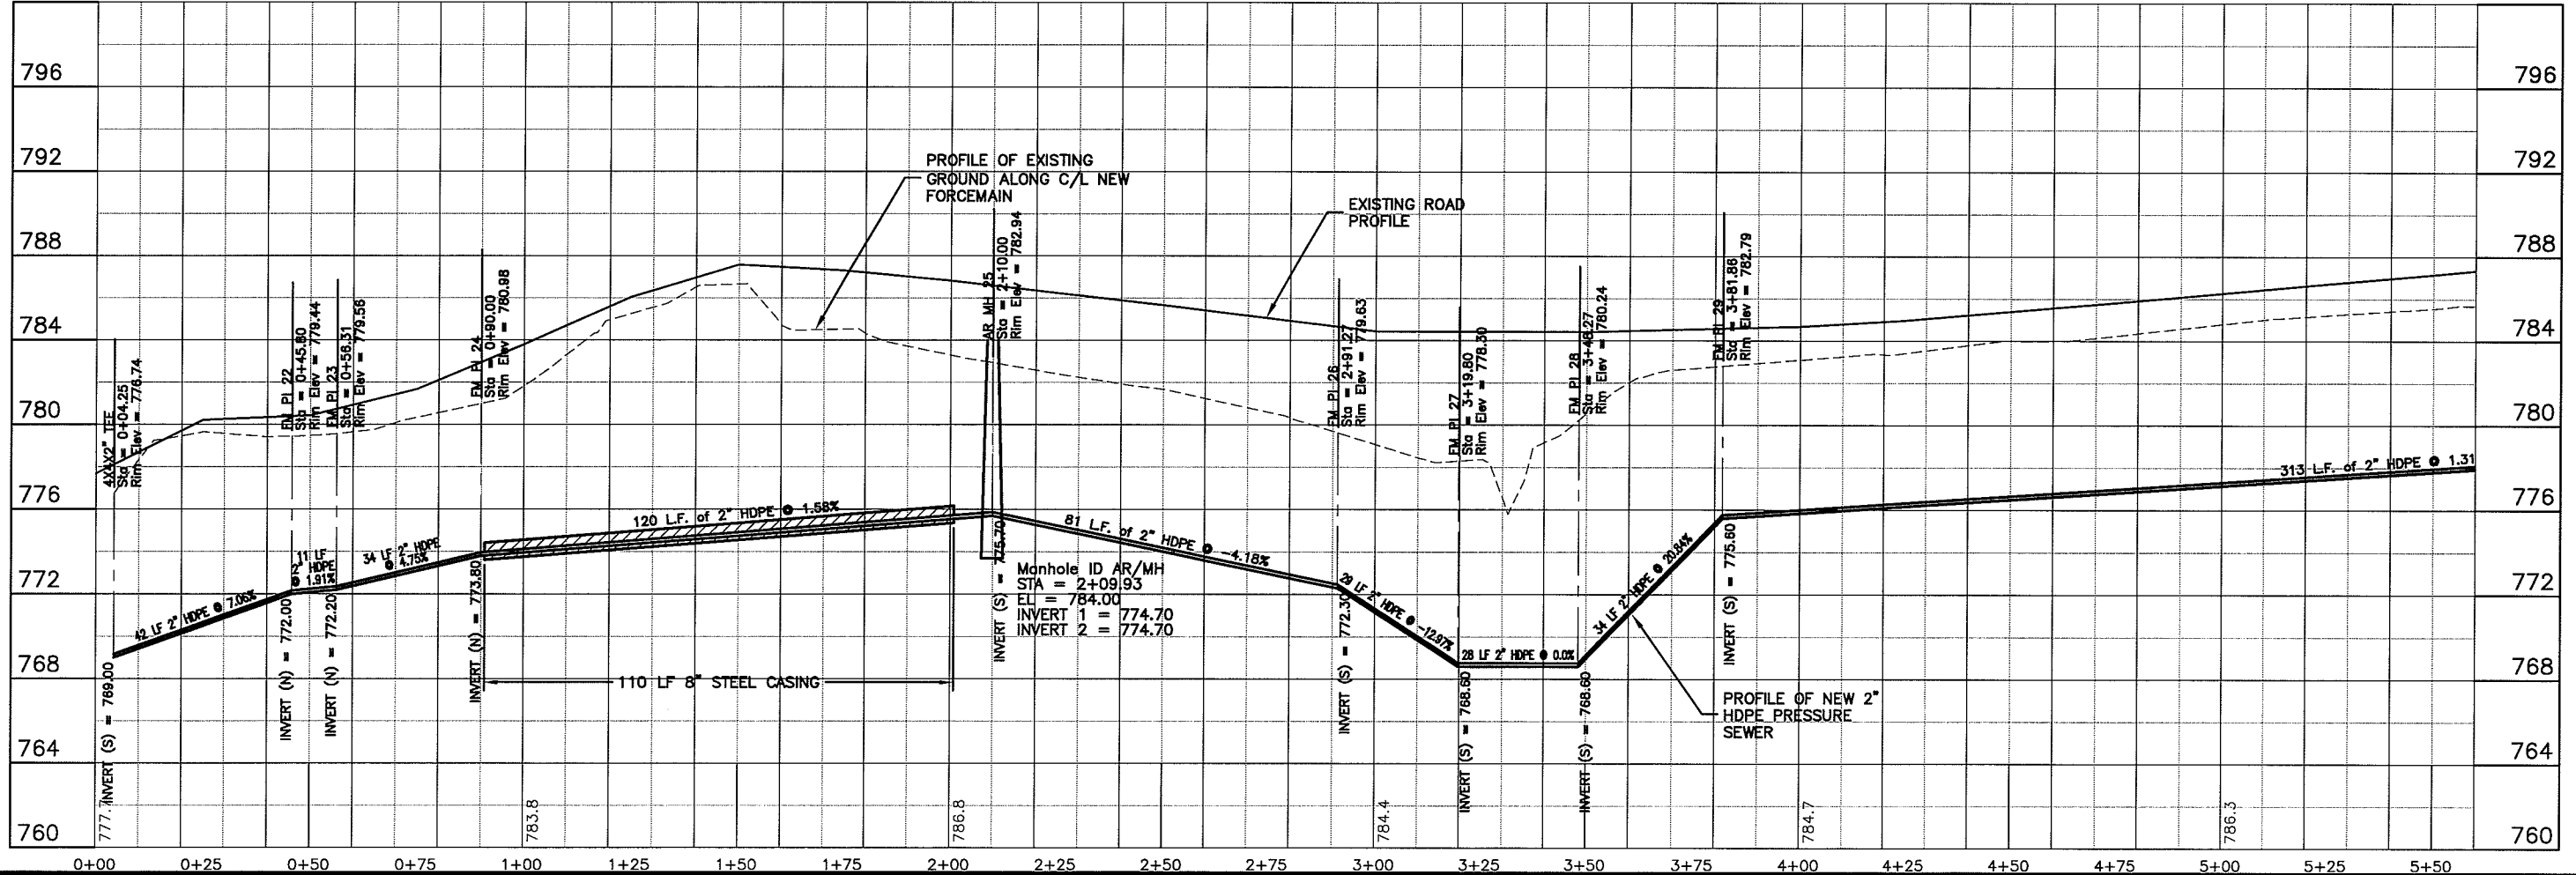 796
796
792
792
788
788
784
784
780
780
776
776
772
772
768
768
764
764
760
760
PROFILE OF EXISTING
GROUND ALONG C/L NEW
FORCEMAIN
EXISTING ROAD
PROFILE
4X4X2" TEE
Sta = 0+04.25
Rim Elev = 776.74
FM PI 22
Sta = 0+45.80
Rim Elev = 779.44
FM PI 23
Sta = 0+56.31
Rim Elev = 779.56
FM PI 24
Sta = 0+90.00
Rim Elev = 780.98
AR MH 25
Sta = 2+10.00
Rim Elev = 782.94
FM PI 26
Sta = 2+91.27
Rim Elev = 779.63
FM PI 27
Sta = 3+19.80
Rim Elev = 778.30
FM PI 28
Sta = 3+48.27
Rim Elev = 780.24
FM PI 29
Sta = 3+81.86
Rim Elev = 782.79
42 LF 2" HDPE @ 7.06%
11 LF
2" HDPE
@ 1.91%
34 LF 2" HDPE
@ 4.75%
120 L.F. of 2" HDPE @ 1.58%
81 L.F. of 2" HDPE @ -4.18%
29 LF 2" HDPE @ -12.97%
28 LF 2" HDPE @ 0.0%
34 LF 2" HDPE @ 20.84%
313 L.F. of 2" HDPE @ 1.31
INVERT (S) = 769.00
INVERT (N) = 772.00
INVERT (N) = 772.20
INVERT (N) = 773.80
INVERT (S) = 775.70
INVERT (S) = 772.30
INVERT (S) = 768.60
INVERT (S) = 768.60
INVERT (S) = 775.60
Manhole ID AR/MH
STA = 2+09.93
EL = 784.00
INVERT 1 = 774.70
INVERT 2 = 774.70
110 LF 8" STEEL CASING
PROFILE OF NEW 2"
HDPE PRESSURE
SEWER
777.7
783.8
786.8
784.4
784.7
786.3
0+00 0+25 0+50 0+75 1+00 1+25 1+50 1+75 2+00 2+25 2+50 2+75 3+00 3+25 3+50 3+75 4+00 4+25 4+50 4+75 5+00 5+25 5+50